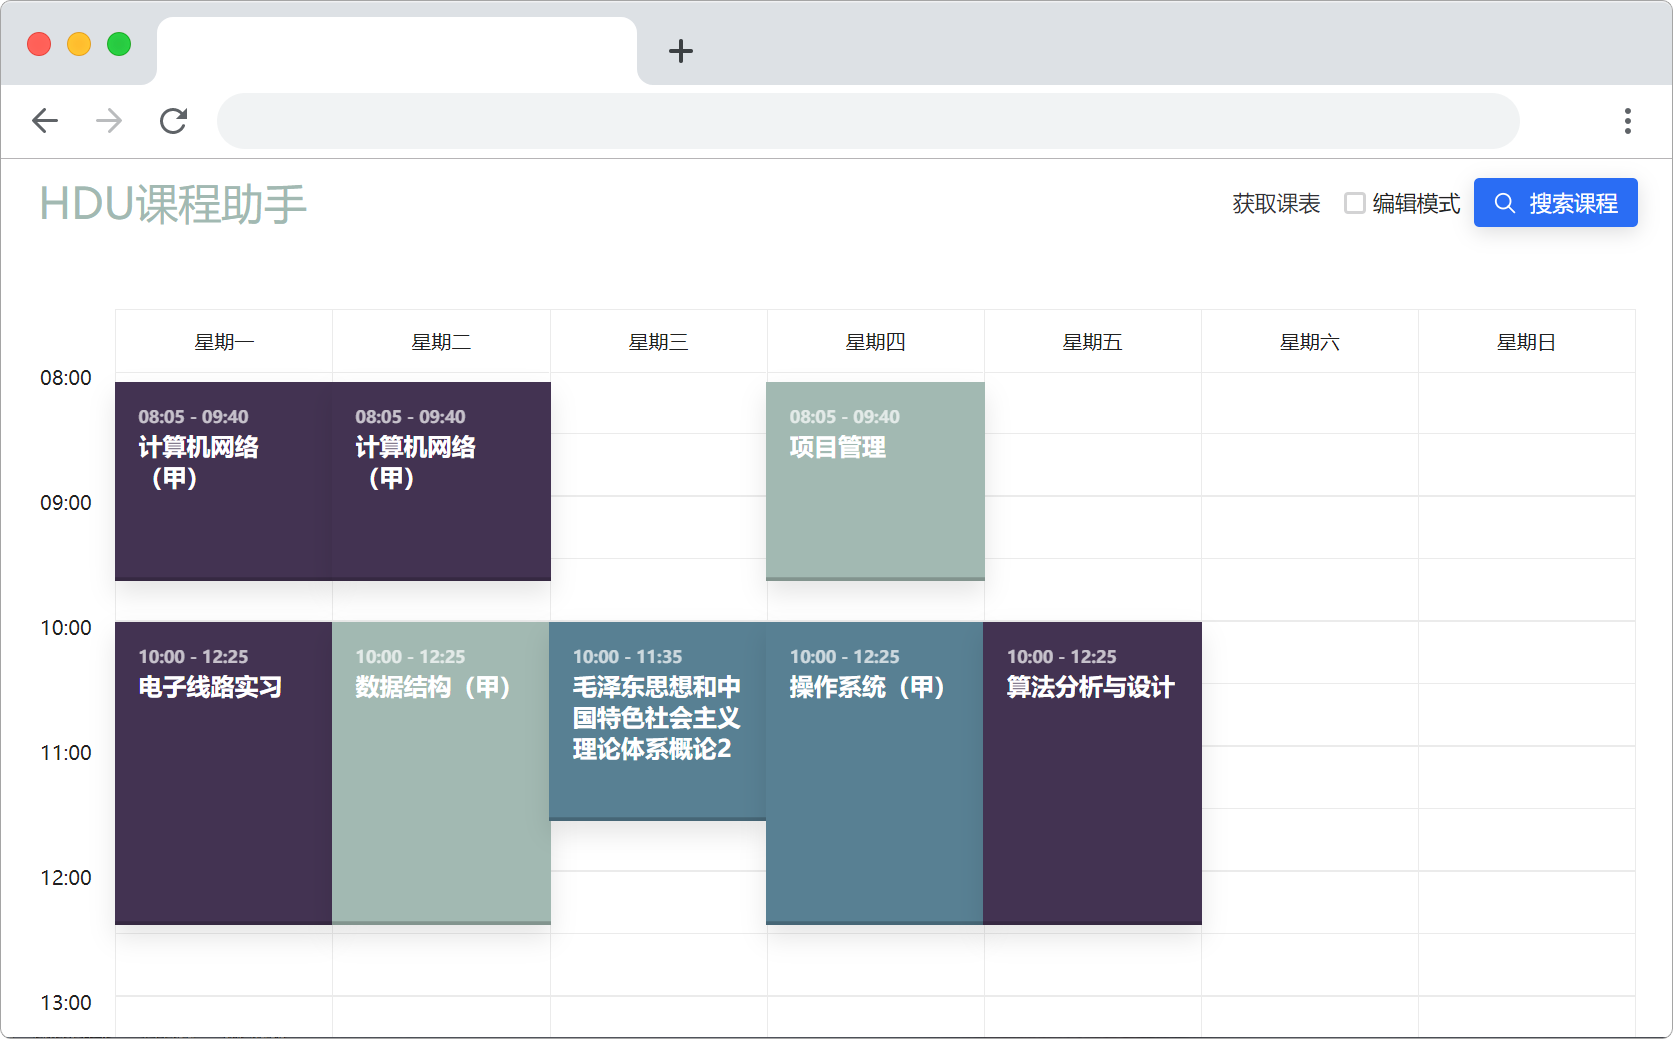 HDU课程助手
获取课表
编辑模式
搜索课程
星期一
星期二
星期三
星期四
星期五
星期六
星期日
08:00
08:05 - 09:40
计算机网络
（甲）
08:05 - 09:40
计算机网络
（甲）
08:05 - 09:40
项目管理
09:00
10:00
10:00 - 12:25
电子线路实习
10:00 - 12:25
数据结构（甲）
10:00 - 11:35
毛泽东思想和中
国特色社会主义
理论体系概论2
10:00 - 12:25
操作系统（甲）
10:00 - 12:25
算法分析与设计
11:00
12:00
13:00